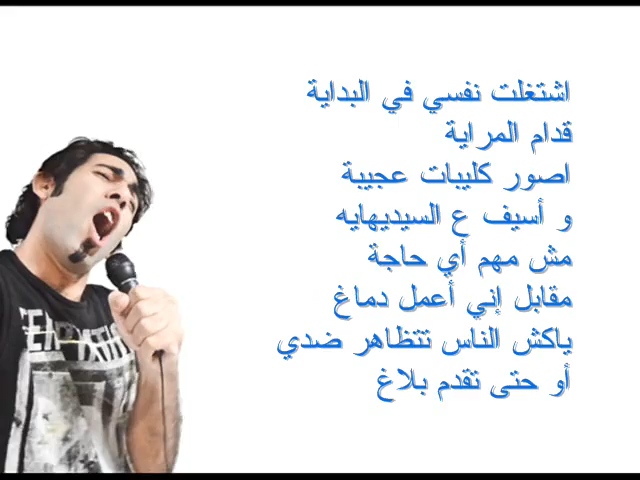 اشتغلت نفسي في البداية
قدام المراية
اصور كليبات عجيبة
و أسيف ع السيديهايه
مش مهم أي حاجة
مقابل إني أعمل دماغ
ياكش الناس تتظاهر ضدي
أو حتى تقدم بلاغ